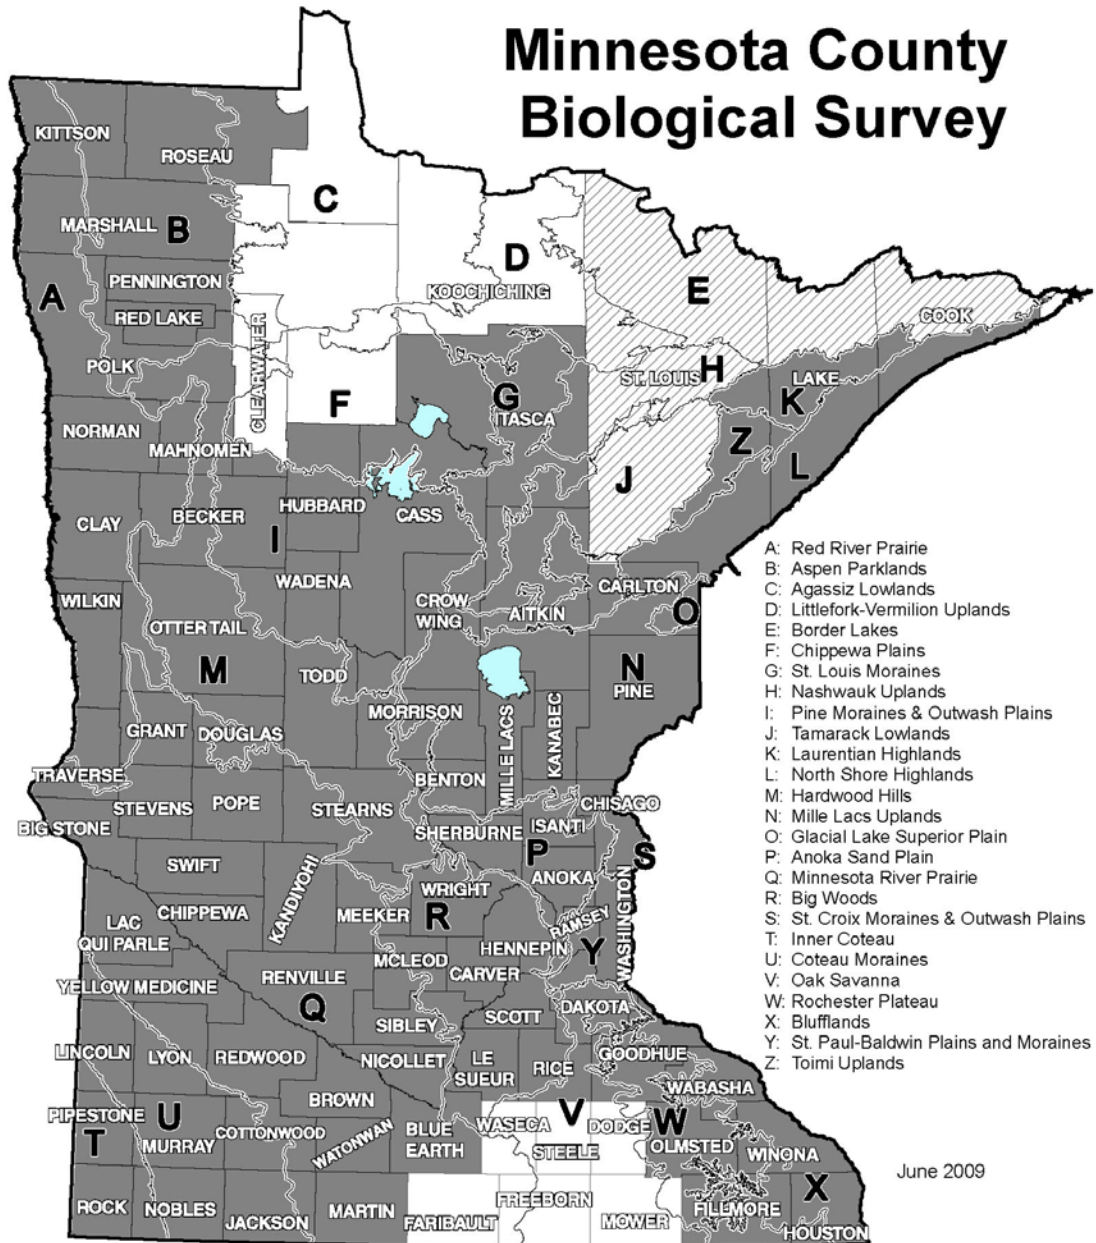 Minnesota County
Biological Survey
KITTSON
ROSEAU
C
MARSHALL
B
D
PENNINGTON
KOOCHICHING
E
A
RED LAKE
COOK
CLEARWATER
POLK
ST. LOUIS
H
LAKE
F
G
K
ITASCA
NORMAN
MAHNOMEN
Z
L
J
HUBBARD
CLAY
BECKER
CASS
I
WADENA
CARLTON
WILKIN
CROW
WING
AITKIN
O
OTTER TAIL
M
TODD
N
PINE
MORRISON
MILLE LACS
KANABEC
GRANT
DOUGLAS
TRAVERSE
BENTON
STEVENS
POPE
STEARNS
CHISAGO
BIG STONE
SHERBURNE
ISANTI
P
S
SWIFT
KANDIYOHI
ANOKA
WASHINGTON
WRIGHT
CHIPPEWA
MEEKER
R
RAMSEY
LAC
QUI PARLE
HENNEPIN
Y
MCLEOD
CARVER
RENVILLE
YELLOW MEDICINE
Q
DAKOTA
SIBLEY
SCOTT
LINCOLN
LYON
REDWOOD
NICOLLET
LE
SUEUR
RICE
GOODHUE
WABASHA
BROWN
PIPESTONE
U
T
MURRAY
COTTONWOOD
WATONWAN
BLUE
EARTH
WASECA
V
DODGE
W
STEELE
OLMSTED
WINONA
X
ROCK
NOBLES
JACKSON
MARTIN
FARIBAULT
FREEBORN
MOWER
FILLMORE
HOUSTON
A: Red River Prairie
B: Aspen Parklands
C: Agassiz Lowlands
D: Littlefork-Vermilion Uplands
E: Border Lakes
F: Chippewa Plains
G: St. Louis Moraines
H: Nashwauk Uplands
I: Pine Moraines & Outwash Plains
J: Tamarack Lowlands
K: Laurentian Highlands
L: North Shore Highlands
M: Hardwood Hills
N: Mille Lacs Uplands
O: Glacial Lake Superior Plain
P: Anoka Sand Plain
Q: Minnesota River Prairie
R: Big Woods
S: St. Croix Moraines & Outwash Plains
T: Inner Coteau
U: Coteau Moraines
V: Oak Savanna
W: Rochester Plateau
X: Blufflands
Y: St. Paul-Baldwin Plains and Moraines
Z: Toimi Uplands
June 2009